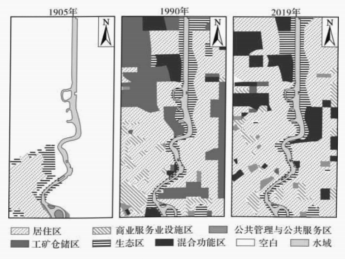 1905年 1990年 2019年
N N N
居住区 商业服务业设施区 公共管理与公共服务区
工矿仓储区 生态区 混合功能区 空白 水域